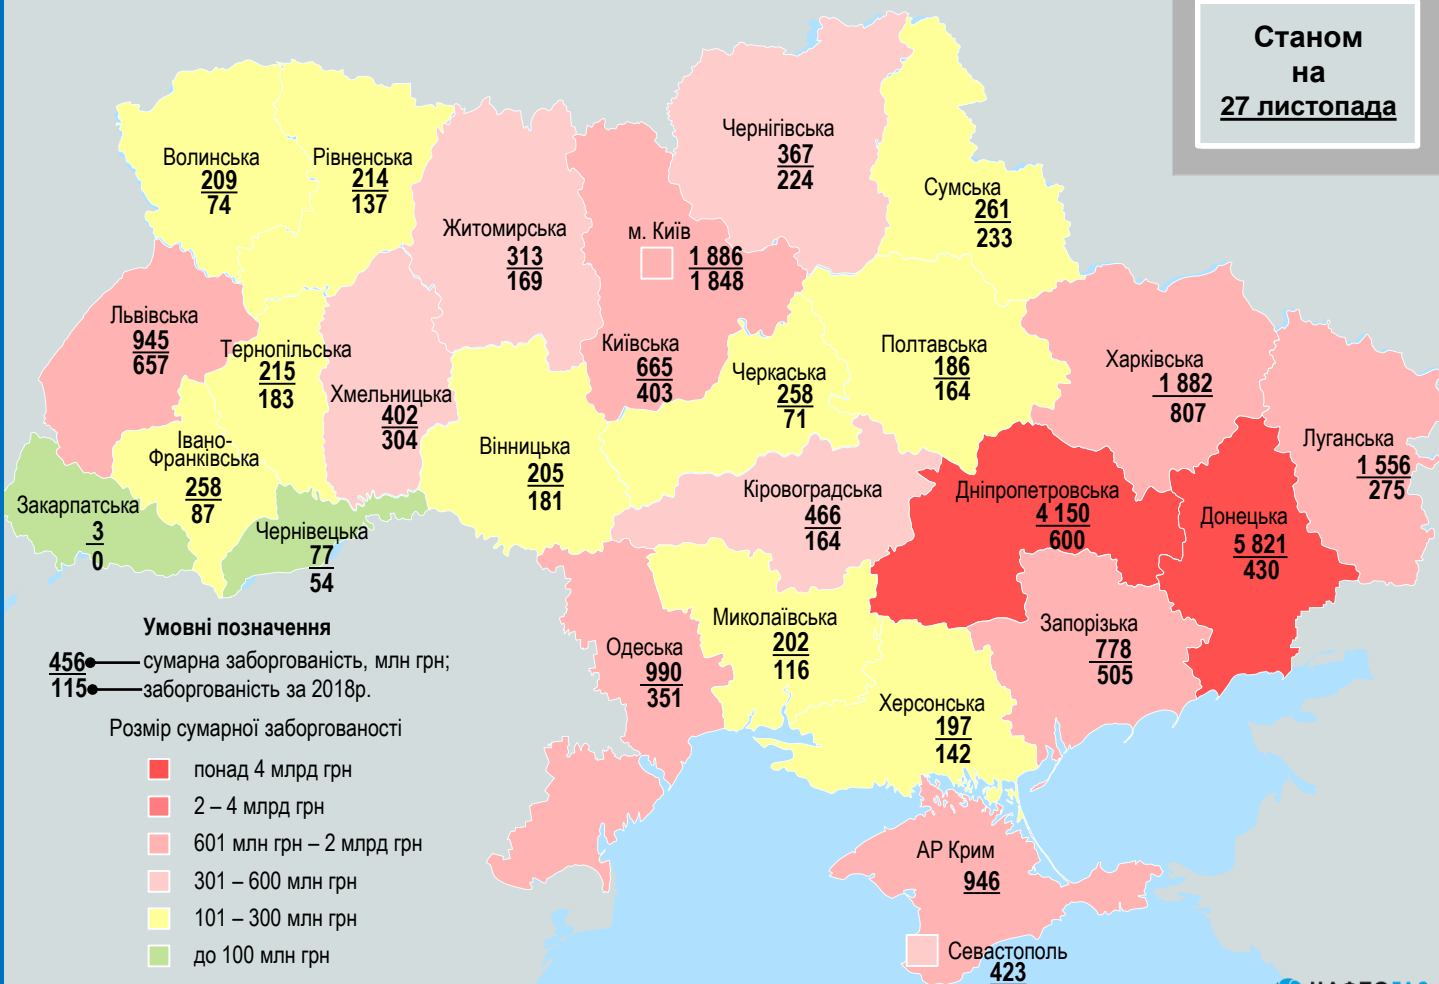 Станом
на
27 листопада
Волинська
209
74
Рівненська
214
137
Житомирська
313
169
м. Київ
1 886
1 848
Чернігівська
367
224
Сумська
261
233
Львівська
945
657
Тернопільська
215
183
Хмельницька
402
304
Київська
665
403
Черкаська
258
71
Полтавська
186
164
Харківська
1 882
807
Луганська
1 556
275
Івано-
Франківська
258
87
Вінницька
205
181
Кіровоградська
466
164
Дніпропетровська
4 150
600
Донецька
5 821
430
Закарпатська
3
0
Чернівецька
77
54
Одеська
990
351
Миколаївська
202
116
Запорізька
778
505
Херсонська
197
142
АР Крим
946
Севастополь
423
Умовні позначення
456 сумарна заборгованість, млн грн;
115 заборгованість за 2018р.
Розмір сумарної заборгованості
понад 4 млрд грн
2 – 4 млрд грн
601 млн грн – 2 млрд грн
301 – 600 млн грн
101 – 300 млн грн
до 100 млн грн